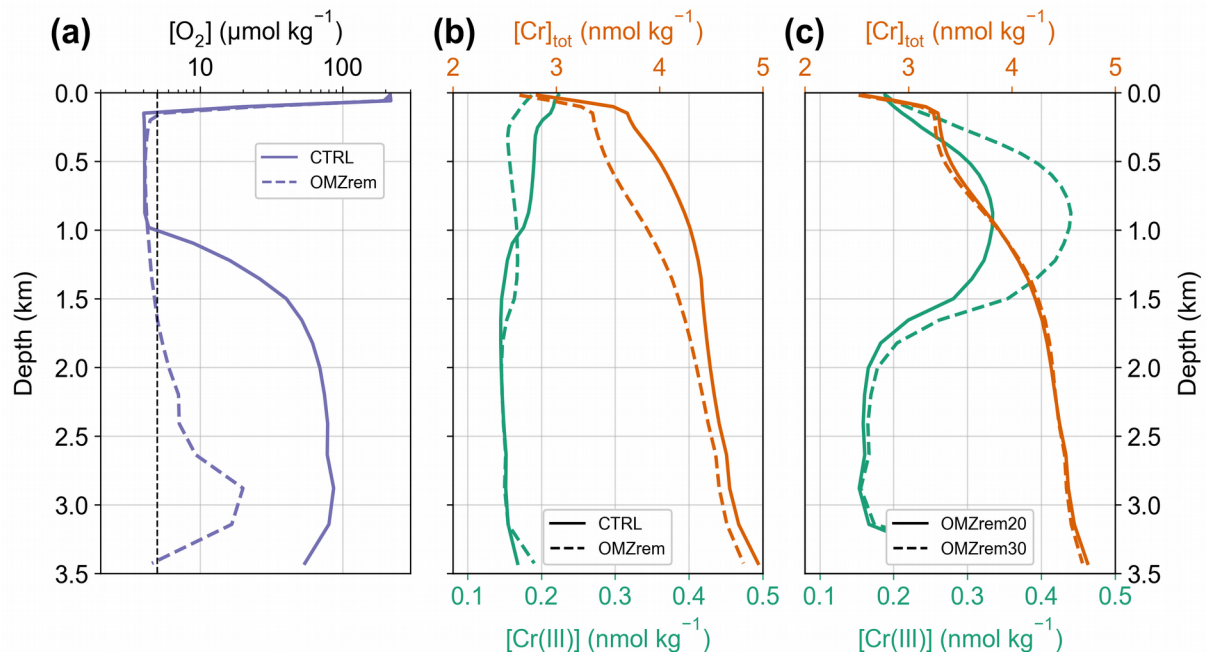 (a)
[O₂] (μmol kg⁻¹)
10
100
0.0
0.5
1.0
1.5
2.0
2.5
3.0
3.5
Depth (km)
CTRL
OMZrem
(b)
[Cr]tot (nmol kg⁻¹)
2
3
4
5
CTRL
OMZrem
0.1
0.2
0.3
0.4
0.5
[Cr(III)] (nmol kg⁻¹)
(c)
[Cr]tot (nmol kg⁻¹)
2
3
4
5
OMZrem20
OMZrem30
0.0
0.5
1.0
1.5
2.0
2.5
3.0
3.5
Depth (km)
0.1
0.2
0.3
0.4
0.5
[Cr(III)] (nmol kg⁻¹)